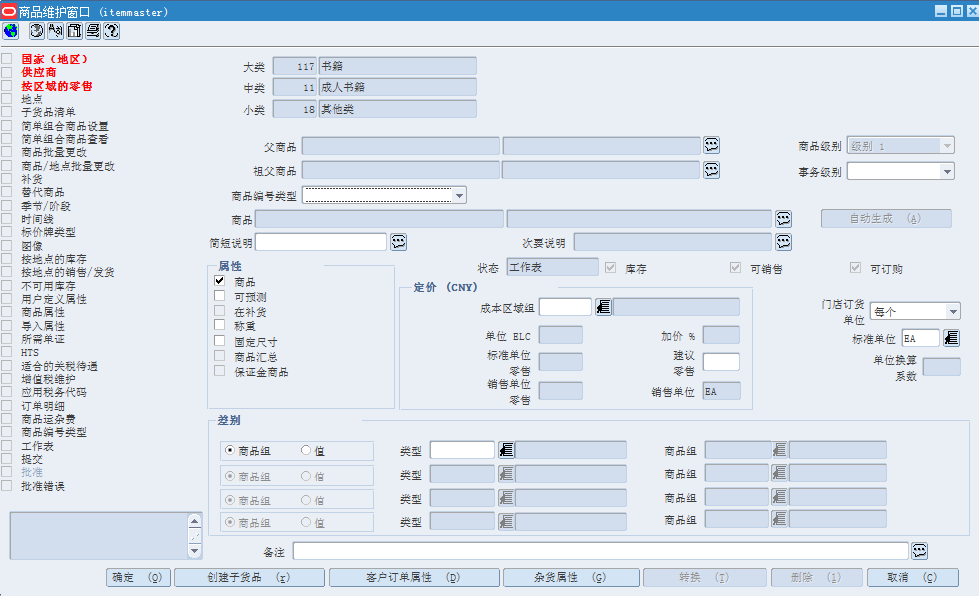 商品维护窗口 (itemmaster)
国家（地区）
供应商
按区域的零售
地点
子货品清单
简单组合商品设置
简单组合商品查看
商品批量更改
商品/地点批量更改
补货
替代商品
季节/阶段
时间线
标价牌类型
图像
按地点的库存
按地点的销售/发货
不可用库存
用户定义属性
商品属性
导入属性
所需单证
HTS
适合的关税待遇
增值税维护
应用税务代码
订单明细
商品运杂费
商品编号类型
工作表
提交
批准
批准错误
大类 117 书籍
中类 11 成人书籍
小类 18 其他类
父商品
商品级别 级别 1
祖父商品
事务级别
商品编号类型
商品
自动生成 (A)
简短说明
次要说明
状态 工作表 库存 可销售 可订购
属性
商品
可预测
在补货
称重
固定尺寸
商品汇总
保证金商品
定价 (CNY)
成本区域组
单位 ELC
加价 %
标准单位
零售
建议
零售
销售单位
零售
销售单位 EA
门店订货
单位
每个
标准单位 EA
单位换算
系数
差别
商品组 值 类型 商品组
商品组 值 类型 商品组
商品组 值 类型 商品组
商品组 值 类型 商品组
备注
确定 (O) 创建子货品 (r) 客户订单属性 (D) 杂货属性 (G) 转换 (T) 删除 (1) 取消 (C)